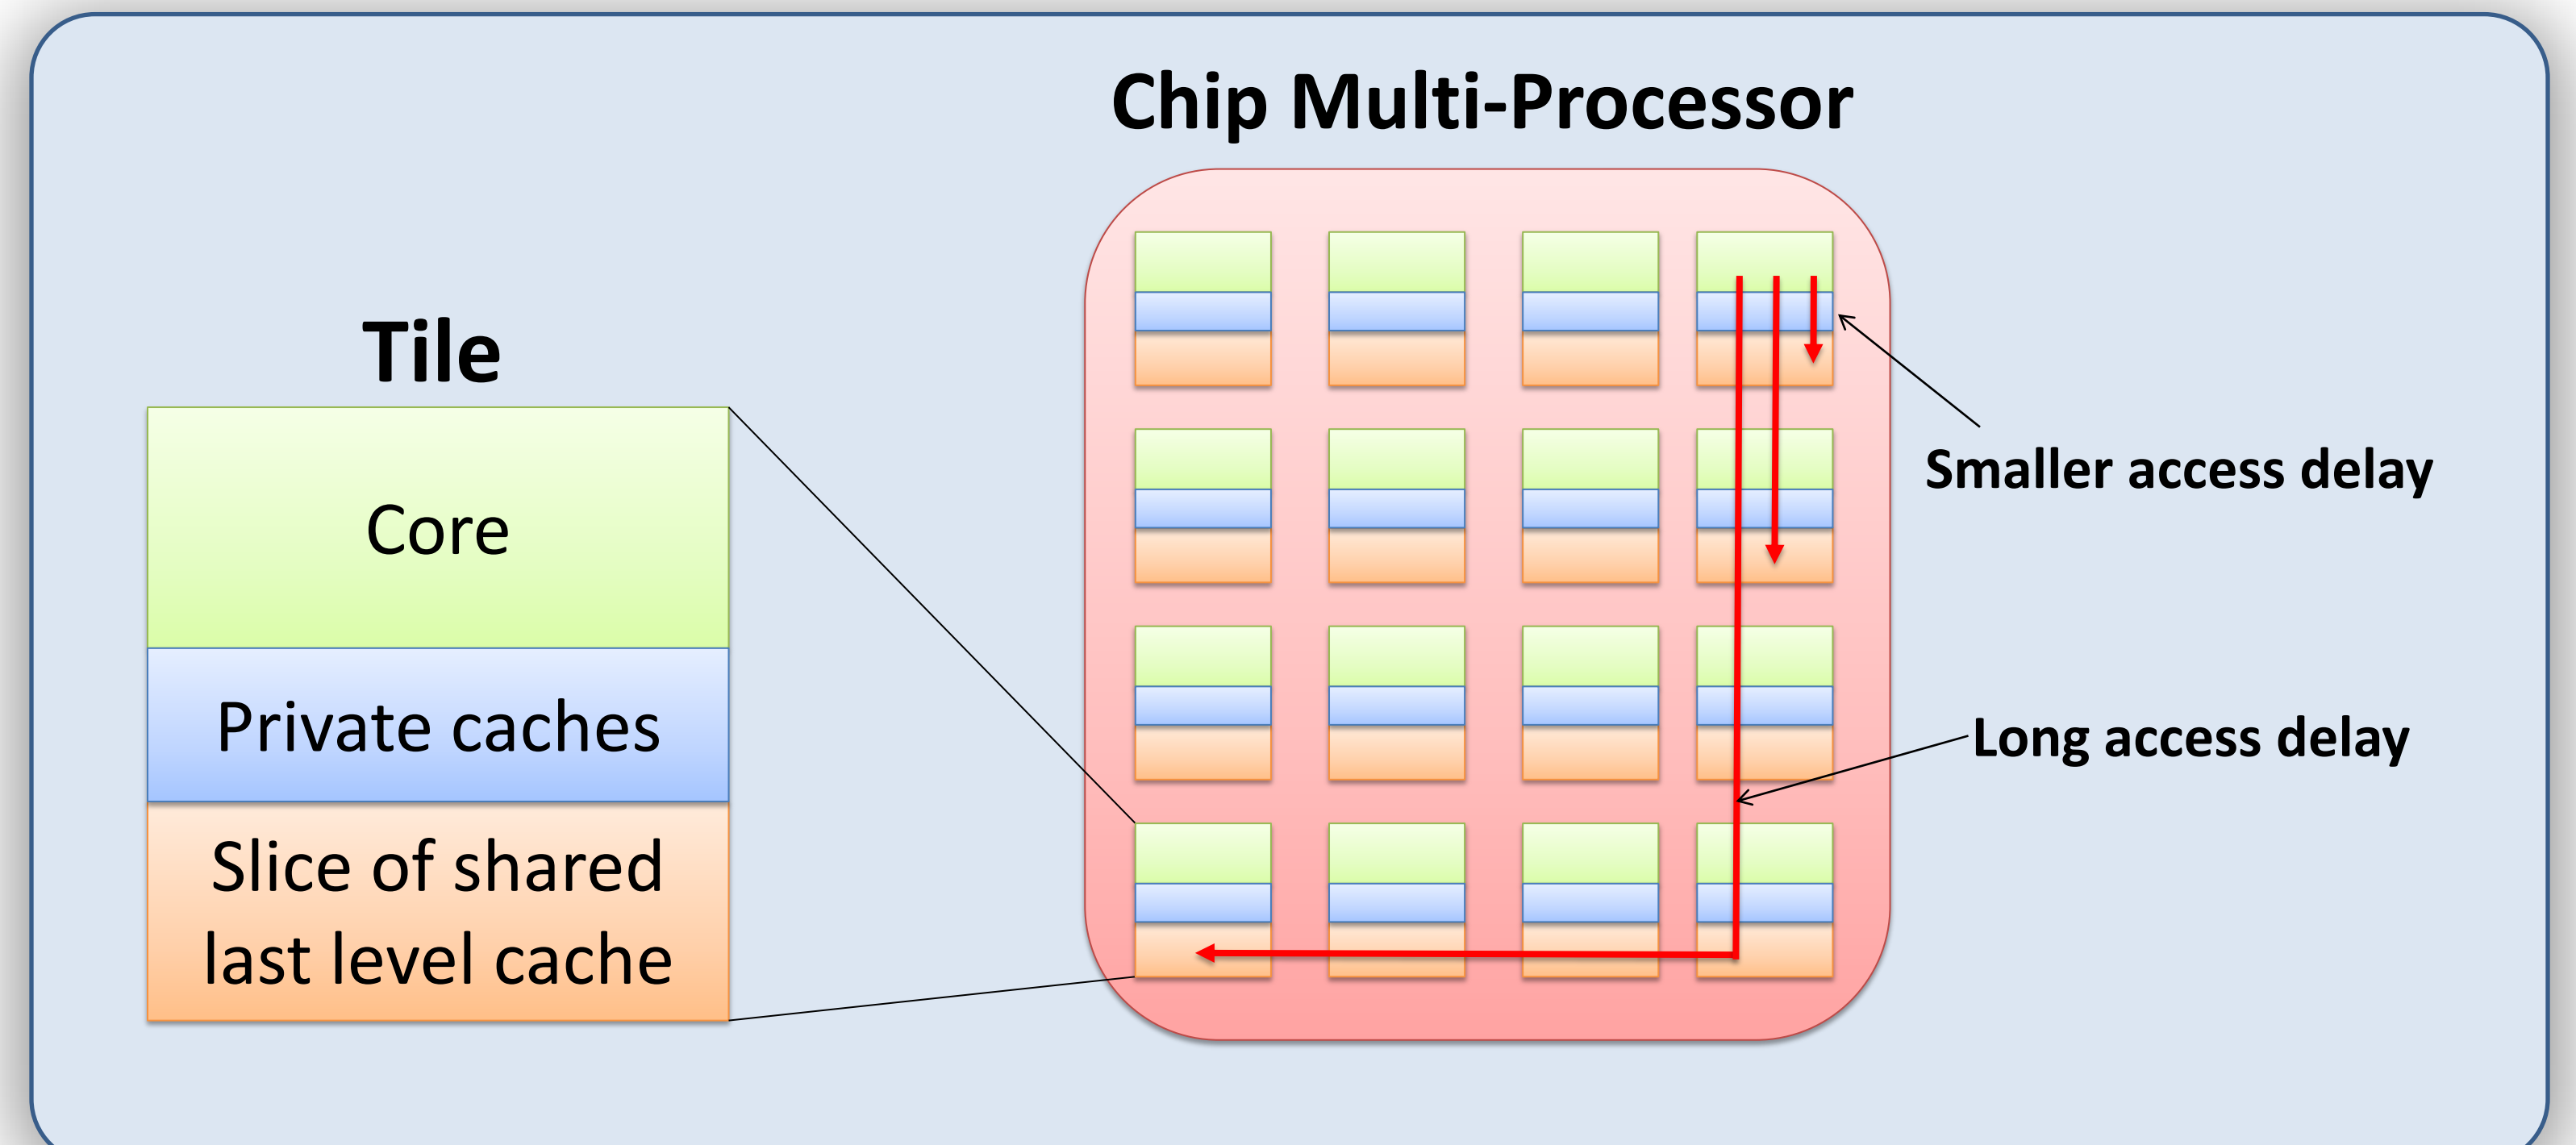 Chip Multi-Processor
Tile
Core
Private caches
Slice of shared
last level cache
Smaller access delay
Long access delay